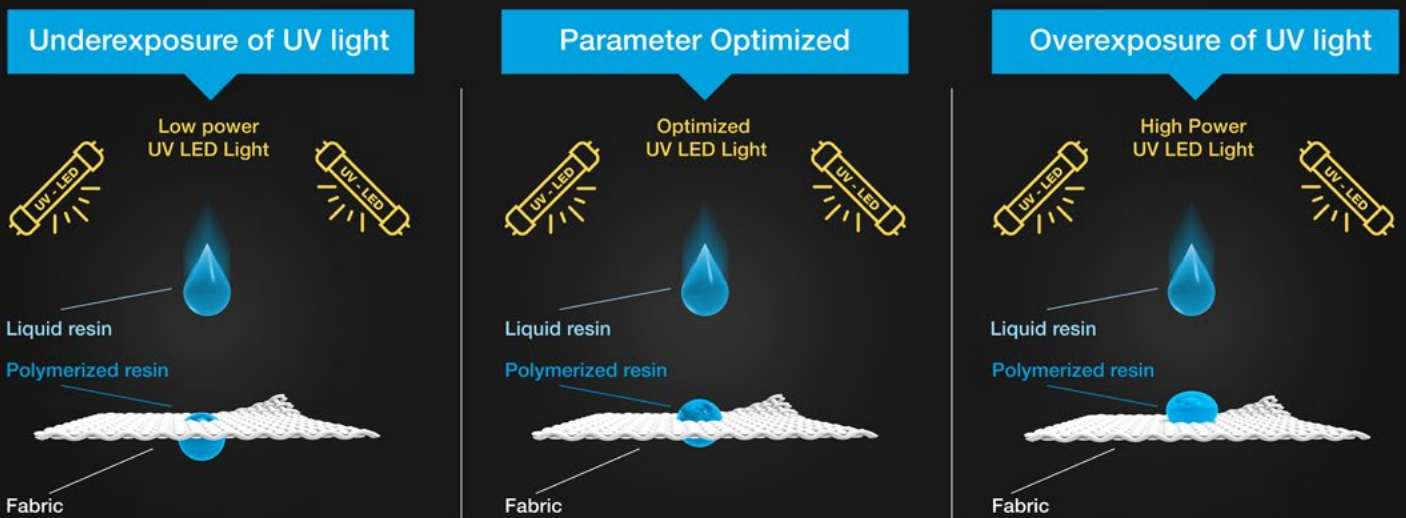 Underexposure of UV light
Low power
UV LED Light
UV - LED
UV - LED
Liquid resin
Polymerized resin
Fabric
Parameter Optimized
Optimized
UV LED Light
UV - LED
UV - LED
Liquid resin
Polymerized resin
Fabric
Overexposure of UV light
High Power
UV LED Light
UV - LED
UV - LED
Liquid resin
Polymerized resin
Fabric